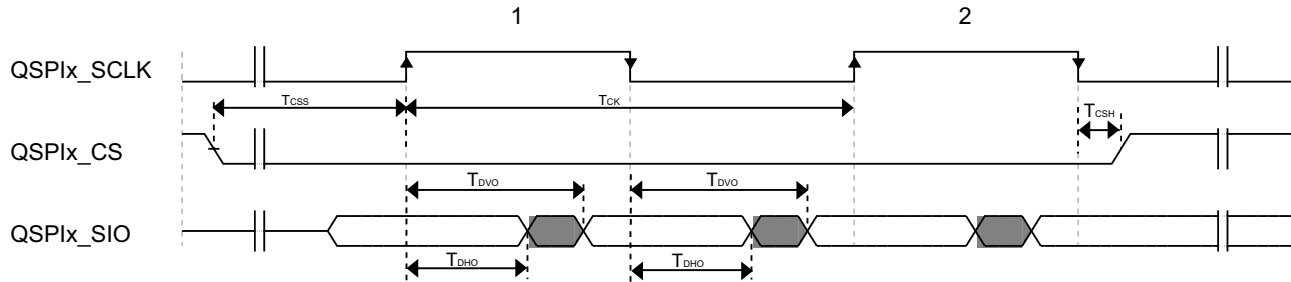 1 2
QSPIx_SCLK
TCSS TCK
TCSH
QSPIx_CS
TDVO TDVO
QSPIx_SIO
TDHO TDHO